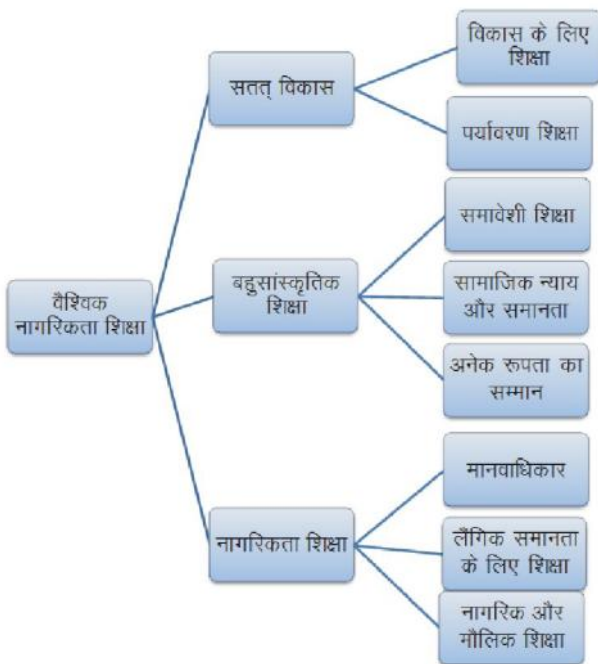 विकास के लिए
शिक्षा
सतत् विकास
पर्यावरण शिक्षा
समावेशी शिक्षा
बहुसांस्कृतिक
शिक्षा
सामाजिक न्याय
और समानता
वैश्विक
नागरिकता शिक्षा
अनेक रूपता का
सम्मान
मानवाधिकार
नागरिकता शिक्षा
लैंगिक समानता
के लिए शिक्षा
नागरिक और
मौलिक शिक्षा